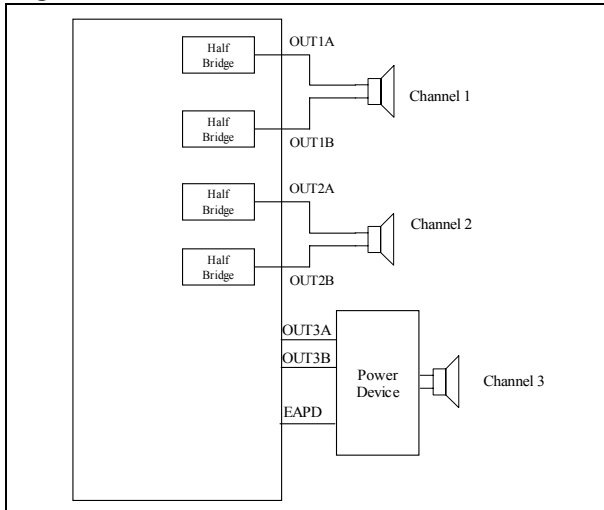 Half
Bridge
OUT1A
Channel 1
Half
Bridge
OUT1B
Half
Bridge
OUT2A
Channel 2
Half
Bridge
OUT2B
OUT3A
OUT3B
EAPD
Power
Device
Channel 3